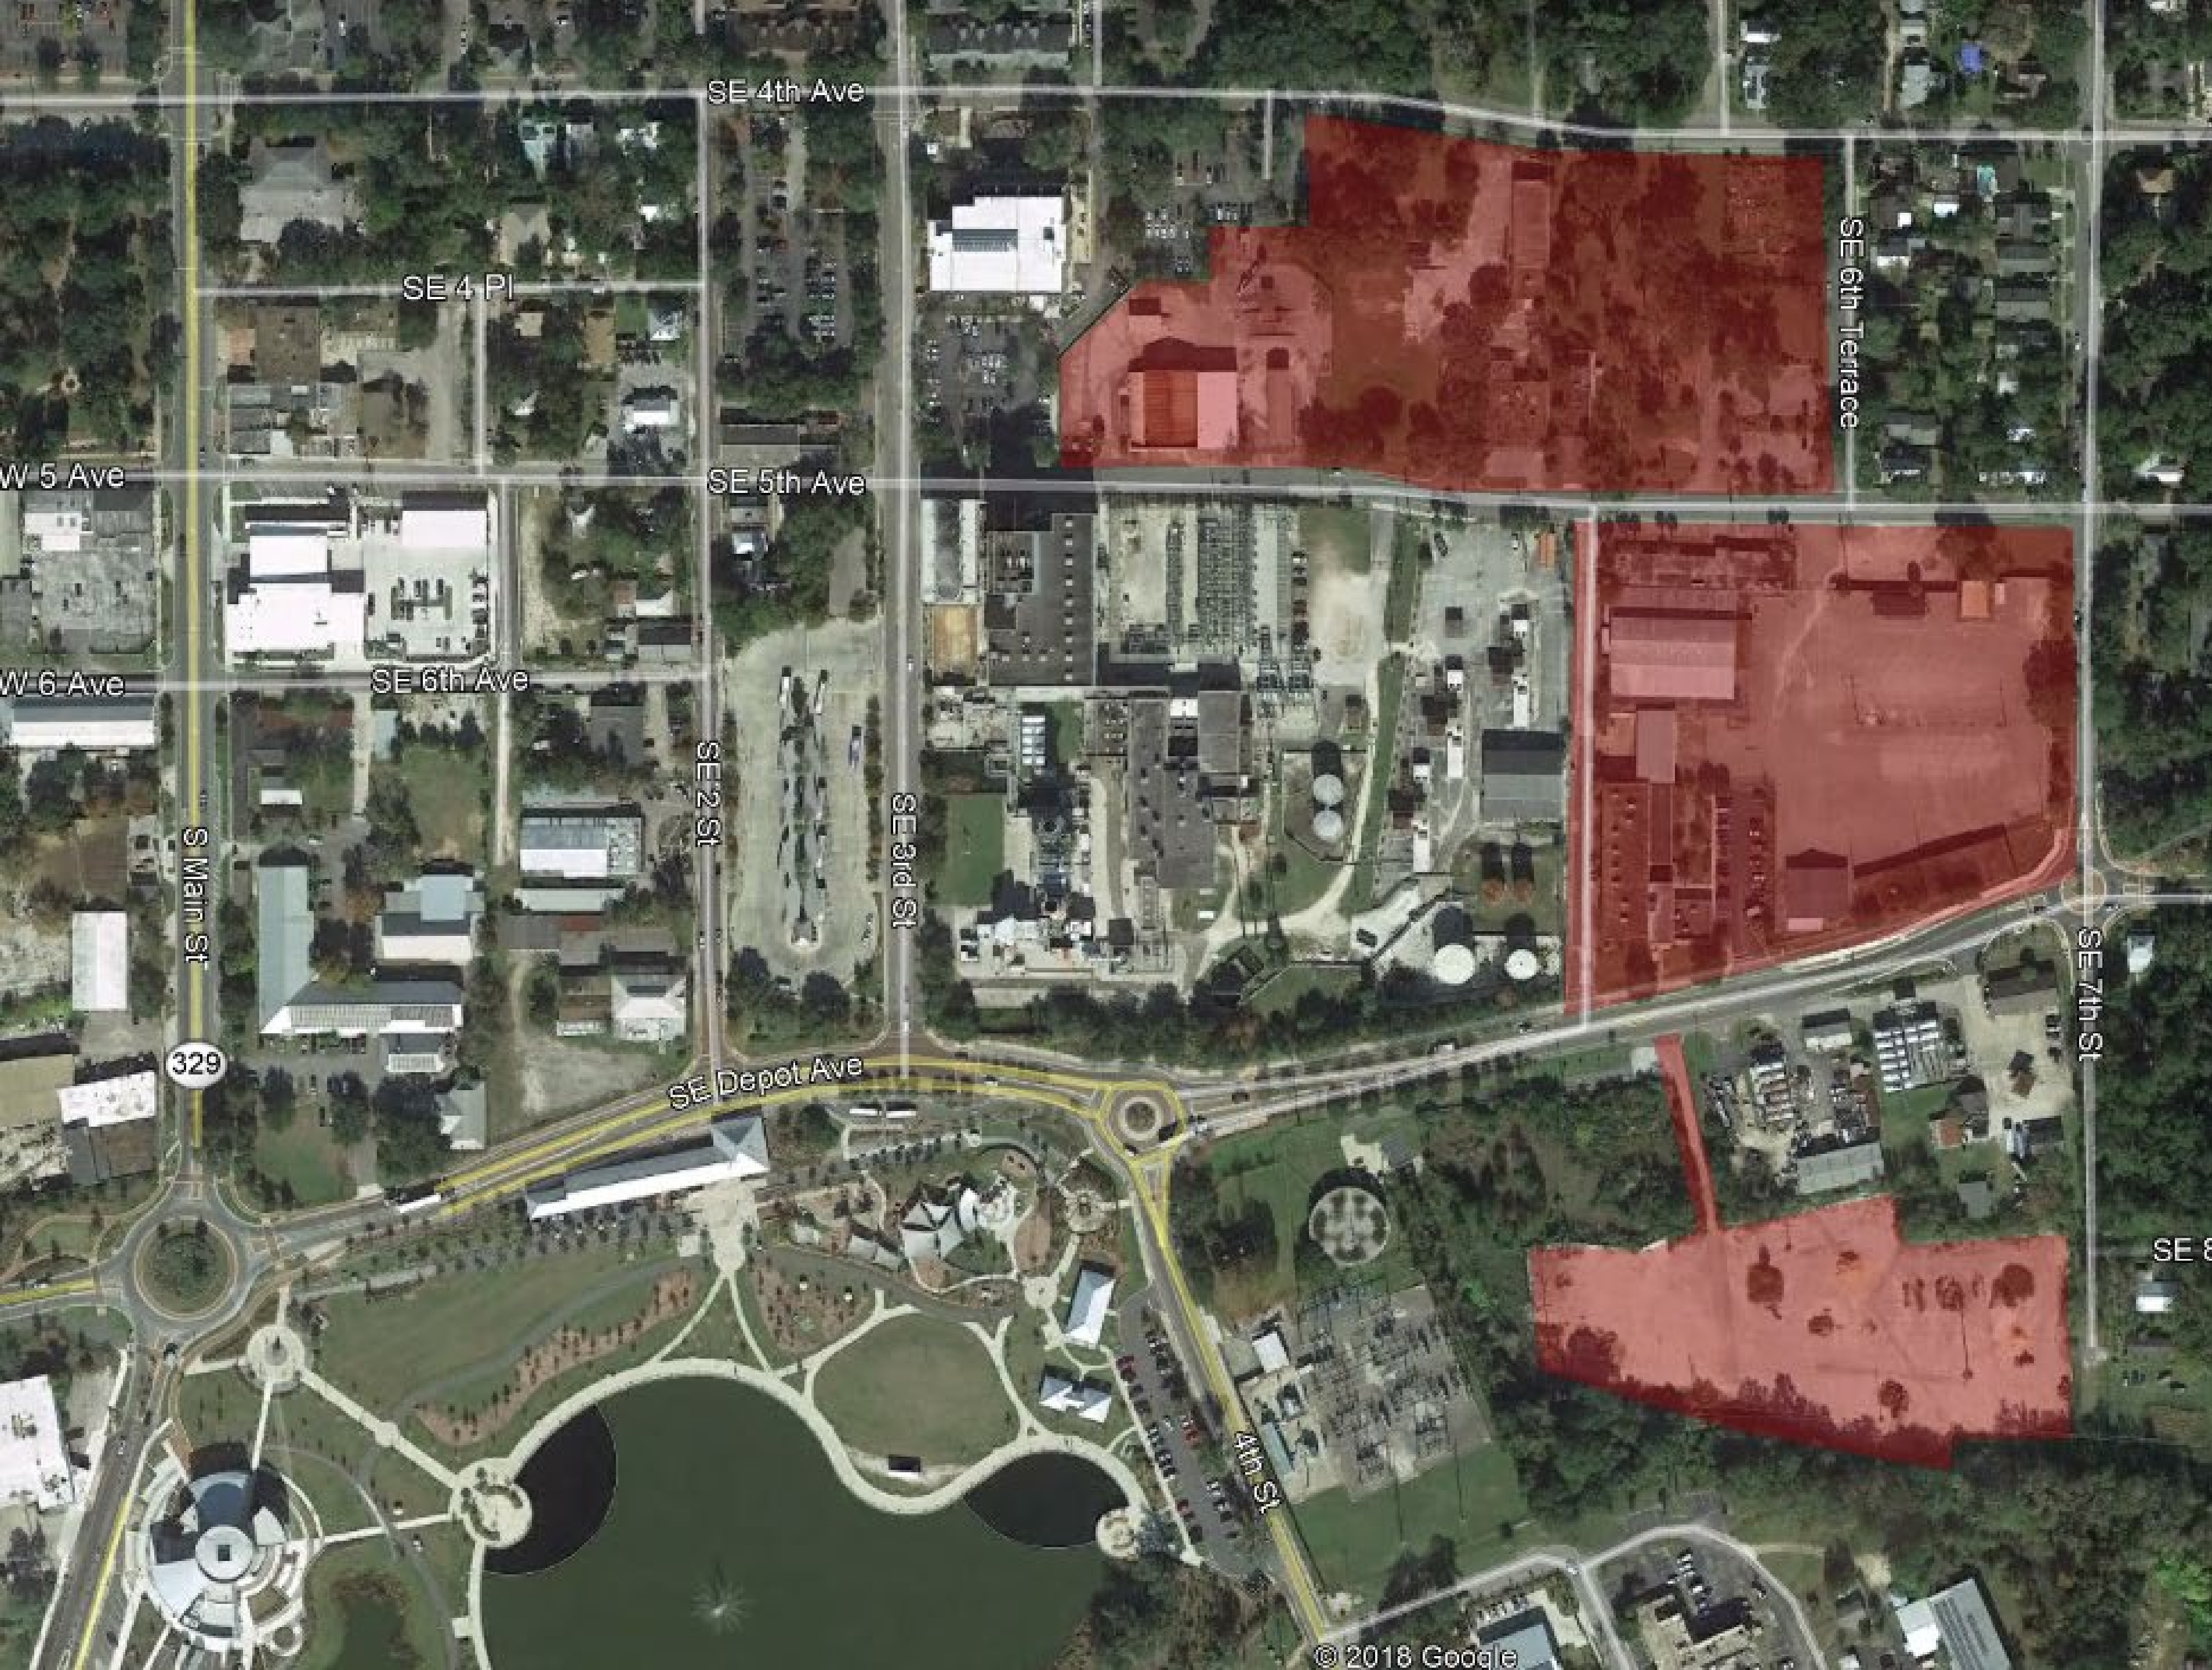 SE 4th Ave
SE 6th Terrace
SE 4 Pl
W 5 Ave
SE 5th Ave
W 6 Ave
SE 6th Ave
SE 2 St
SE 3rd St
S Main St
SE 7th St
329
SE Depot Ave
SE 8
4th St
© 2018 Google